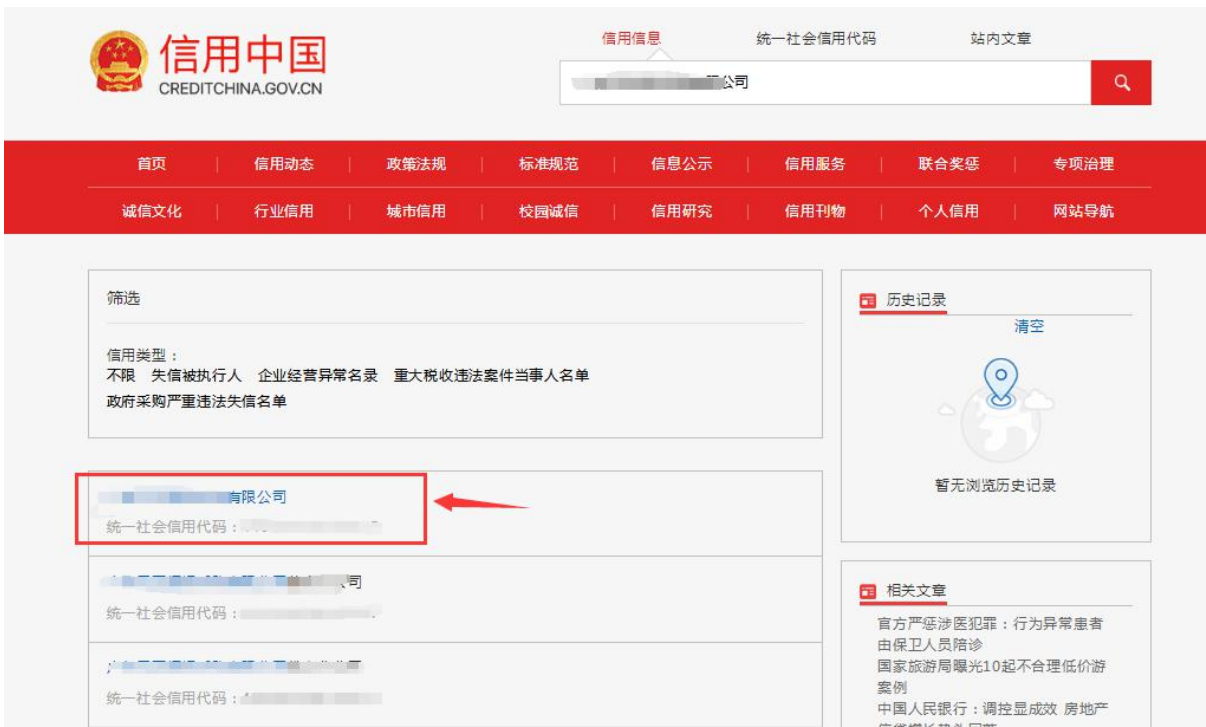 信用信息 统一社会信用代码 站内文章
信用中国
CREDITCHINA.GOV.CN
公司
首页 信用动态 政策法规 标准规范 信息公示 信用服务 联合奖惩 专项治理
诚信文化 行业信用 城市信用 校园诚信 信用研究 信用刊物 个人信用 网站导航
筛选
信用类型：
不限 失信被执行人 企业经营异常名录 重大税收违法案件当事人名单
政府采购严重违法失信名单
有限公司
统一社会信用代码：
司
统一社会信用代码：
统一社会信用代码：
历史记录
清空
暂无浏览历史记录
相关文章
官方严惩涉医犯罪：行为异常患者
由保卫人员陪诊
国家旅游局曝光10起不合理低价游
案例
中国人民银行：调控显成效 房地产